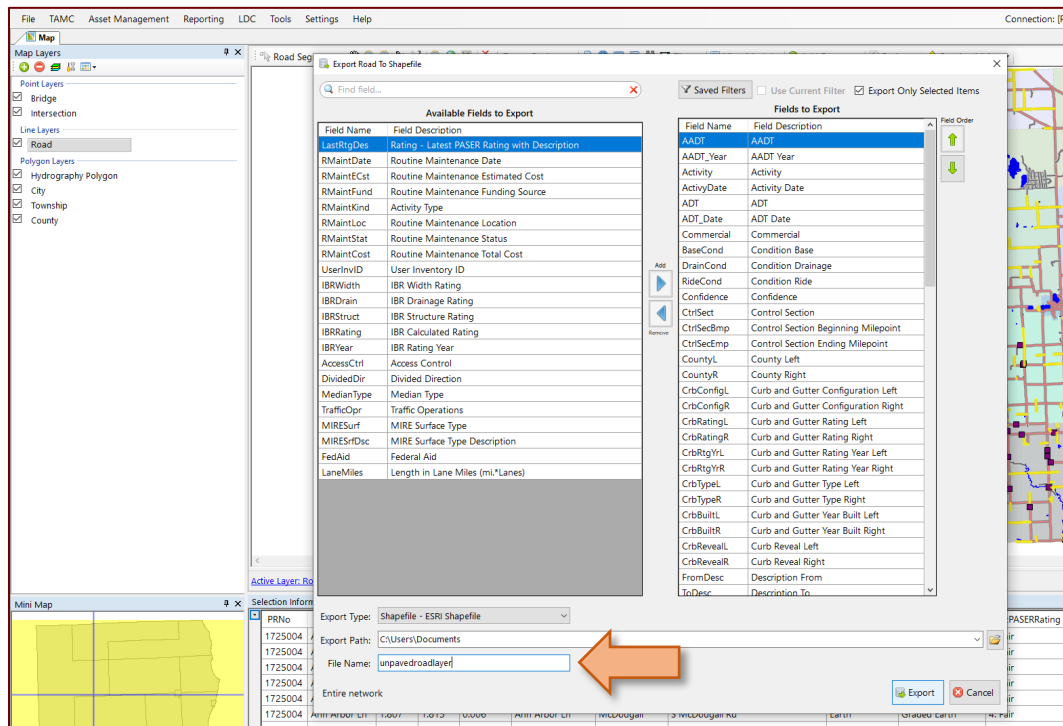 File TAMC Asset Management Reporting LDC Tools Settings Help Connection: [P
Map
Map Layers
Point Layers
Bridge
Intersection
Line Layers
Road
Polygon Layers
Hydrography Polygon
City
Township
County
Mini Map
Road Seg
Export Road To Shapefile
Find field...
Available Fields to Export
Field Name Field Description
LastRtgDes Rating - Latest PASER Rating with Description
RMaintDate Routine Maintenance Date
RMaintECst Routine Maintenance Estimated Cost
RMaintFund Routine Maintenance Funding Source
RMaintKind Activity Type
RMaintLoc Routine Maintenance Location
RMaintStat Routine Maintenance Status
RMaintCost Routine Maintenance Total Cost
UserInvID User Inventory ID
IBRWidth IBR Width Rating
IBRDrain IBR Drainage Rating
IBRStruct IBR Structure Rating
IBRRating IBR Calculated Rating
IBRYear IBR Rating Year
AccessCtrl Access Control
DividedDir Divided Direction
MedianType Median Type
TrafficOpr Traffic Operations
MIRESurf MIRE Surface Type
MIRESrfDsc MIRE Surface Type Description
FedAid Federal Aid
LaneMiles Length in Lane Miles (mi.*Lanes)
Add
Remove
Saved Filters Use Current Filter Export Only Selected Items
Fields to Export
Field Order
Field Name Field Description
AADT AADT
AADT_Year AADT Year
Activity Activity
ActivyDate Activity Date
ADT ADT
ADT_Date ADT Date
Commercial Commercial
BaseCond Condition Base
DrainCond Condition Drainage
RideCond Condition Ride
Confidence Confidence
CtrlSect Control Section
CtrlSecBmp Control Section Beginning Milepoint
CtrlSecEmp Control Section Ending Milepoint
CountyL County Left
CountyR County Right
CrbConfigL Curb and Gutter Configuration Left
CrbConfigR Curb and Gutter Configuration Right
CrbRatingL Curb and Gutter Rating Left
CrbRatingR Curb and Gutter Rating Right
CrbRtgYrL Curb and Gutter Rating Year Left
CrbRtgYrR Curb and Gutter Rating Year Right
CrbTypeL Curb and Gutter Type Left
CrbTypeR Curb and Gutter Type Right
CrbBuiltL Curb and Gutter Year Built Left
CrbBuiltR Curb and Gutter Year Built Right
CrbRevealL Curb Reveal Left
CrbRevealR Curb Reveal Right
FromDesc Description From
ToDesc Description To
Export Type: Shapefile - ESRI Shapefile
Export Path: C:\Users\Documents
File Name: unpavedroadlayer
Entire network
Export Cancel
Active Layer: Ro
Selection Inform
PRNo PASERRating
1725004
1725004
1725004
1725004
1725004
1725004 Ann Arbor Ln 1.807 1.813 0.006 Ann Arbor Ln McDougall S McDougall Rd Earth Graded Earth 4: Fair